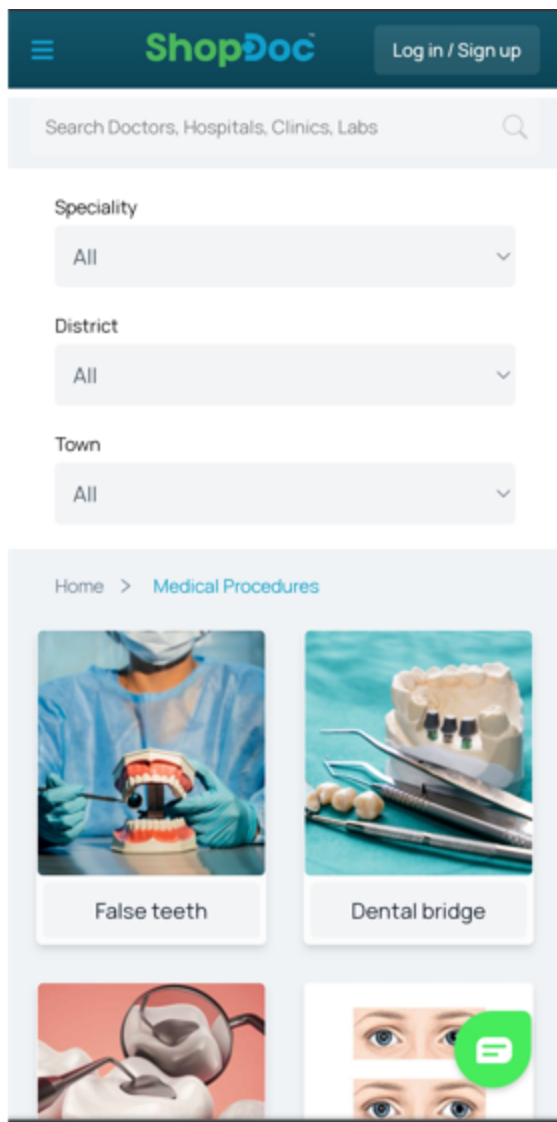 ShopDoc™
Log in / Sign up
Search Doctors, Hospitals, Clinics, Labs
Speciality
All
District
All
Town
All
Home > Medical Procedures
False teeth
Dental bridge